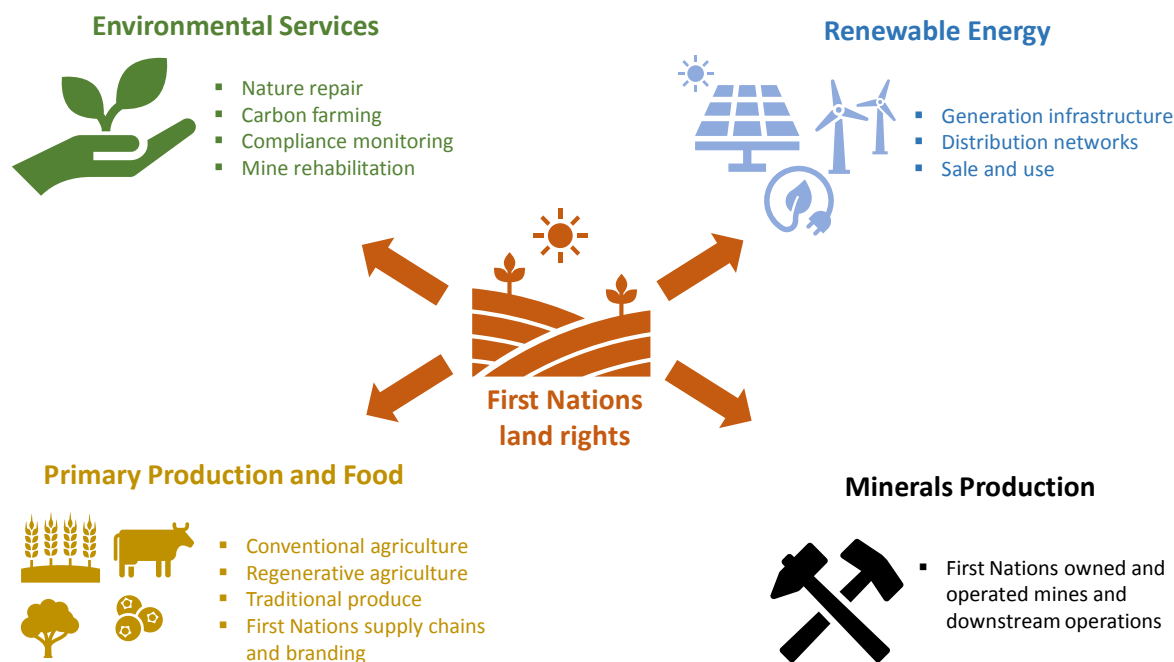 Environmental Services
▪ Nature repair
▪ Carbon farming
▪ Compliance monitoring
▪ Mine rehabilitation
Renewable Energy
▪ Generation infrastructure
▪ Distribution networks
▪ Sale and use
First Nations
land rights
Primary Production and Food
▪ Conventional agriculture
▪ Regenerative agriculture
▪ Traditional produce
▪ First Nations supply chains
and branding
Minerals Production
▪ First Nations owned and
operated mines and
downstream operations